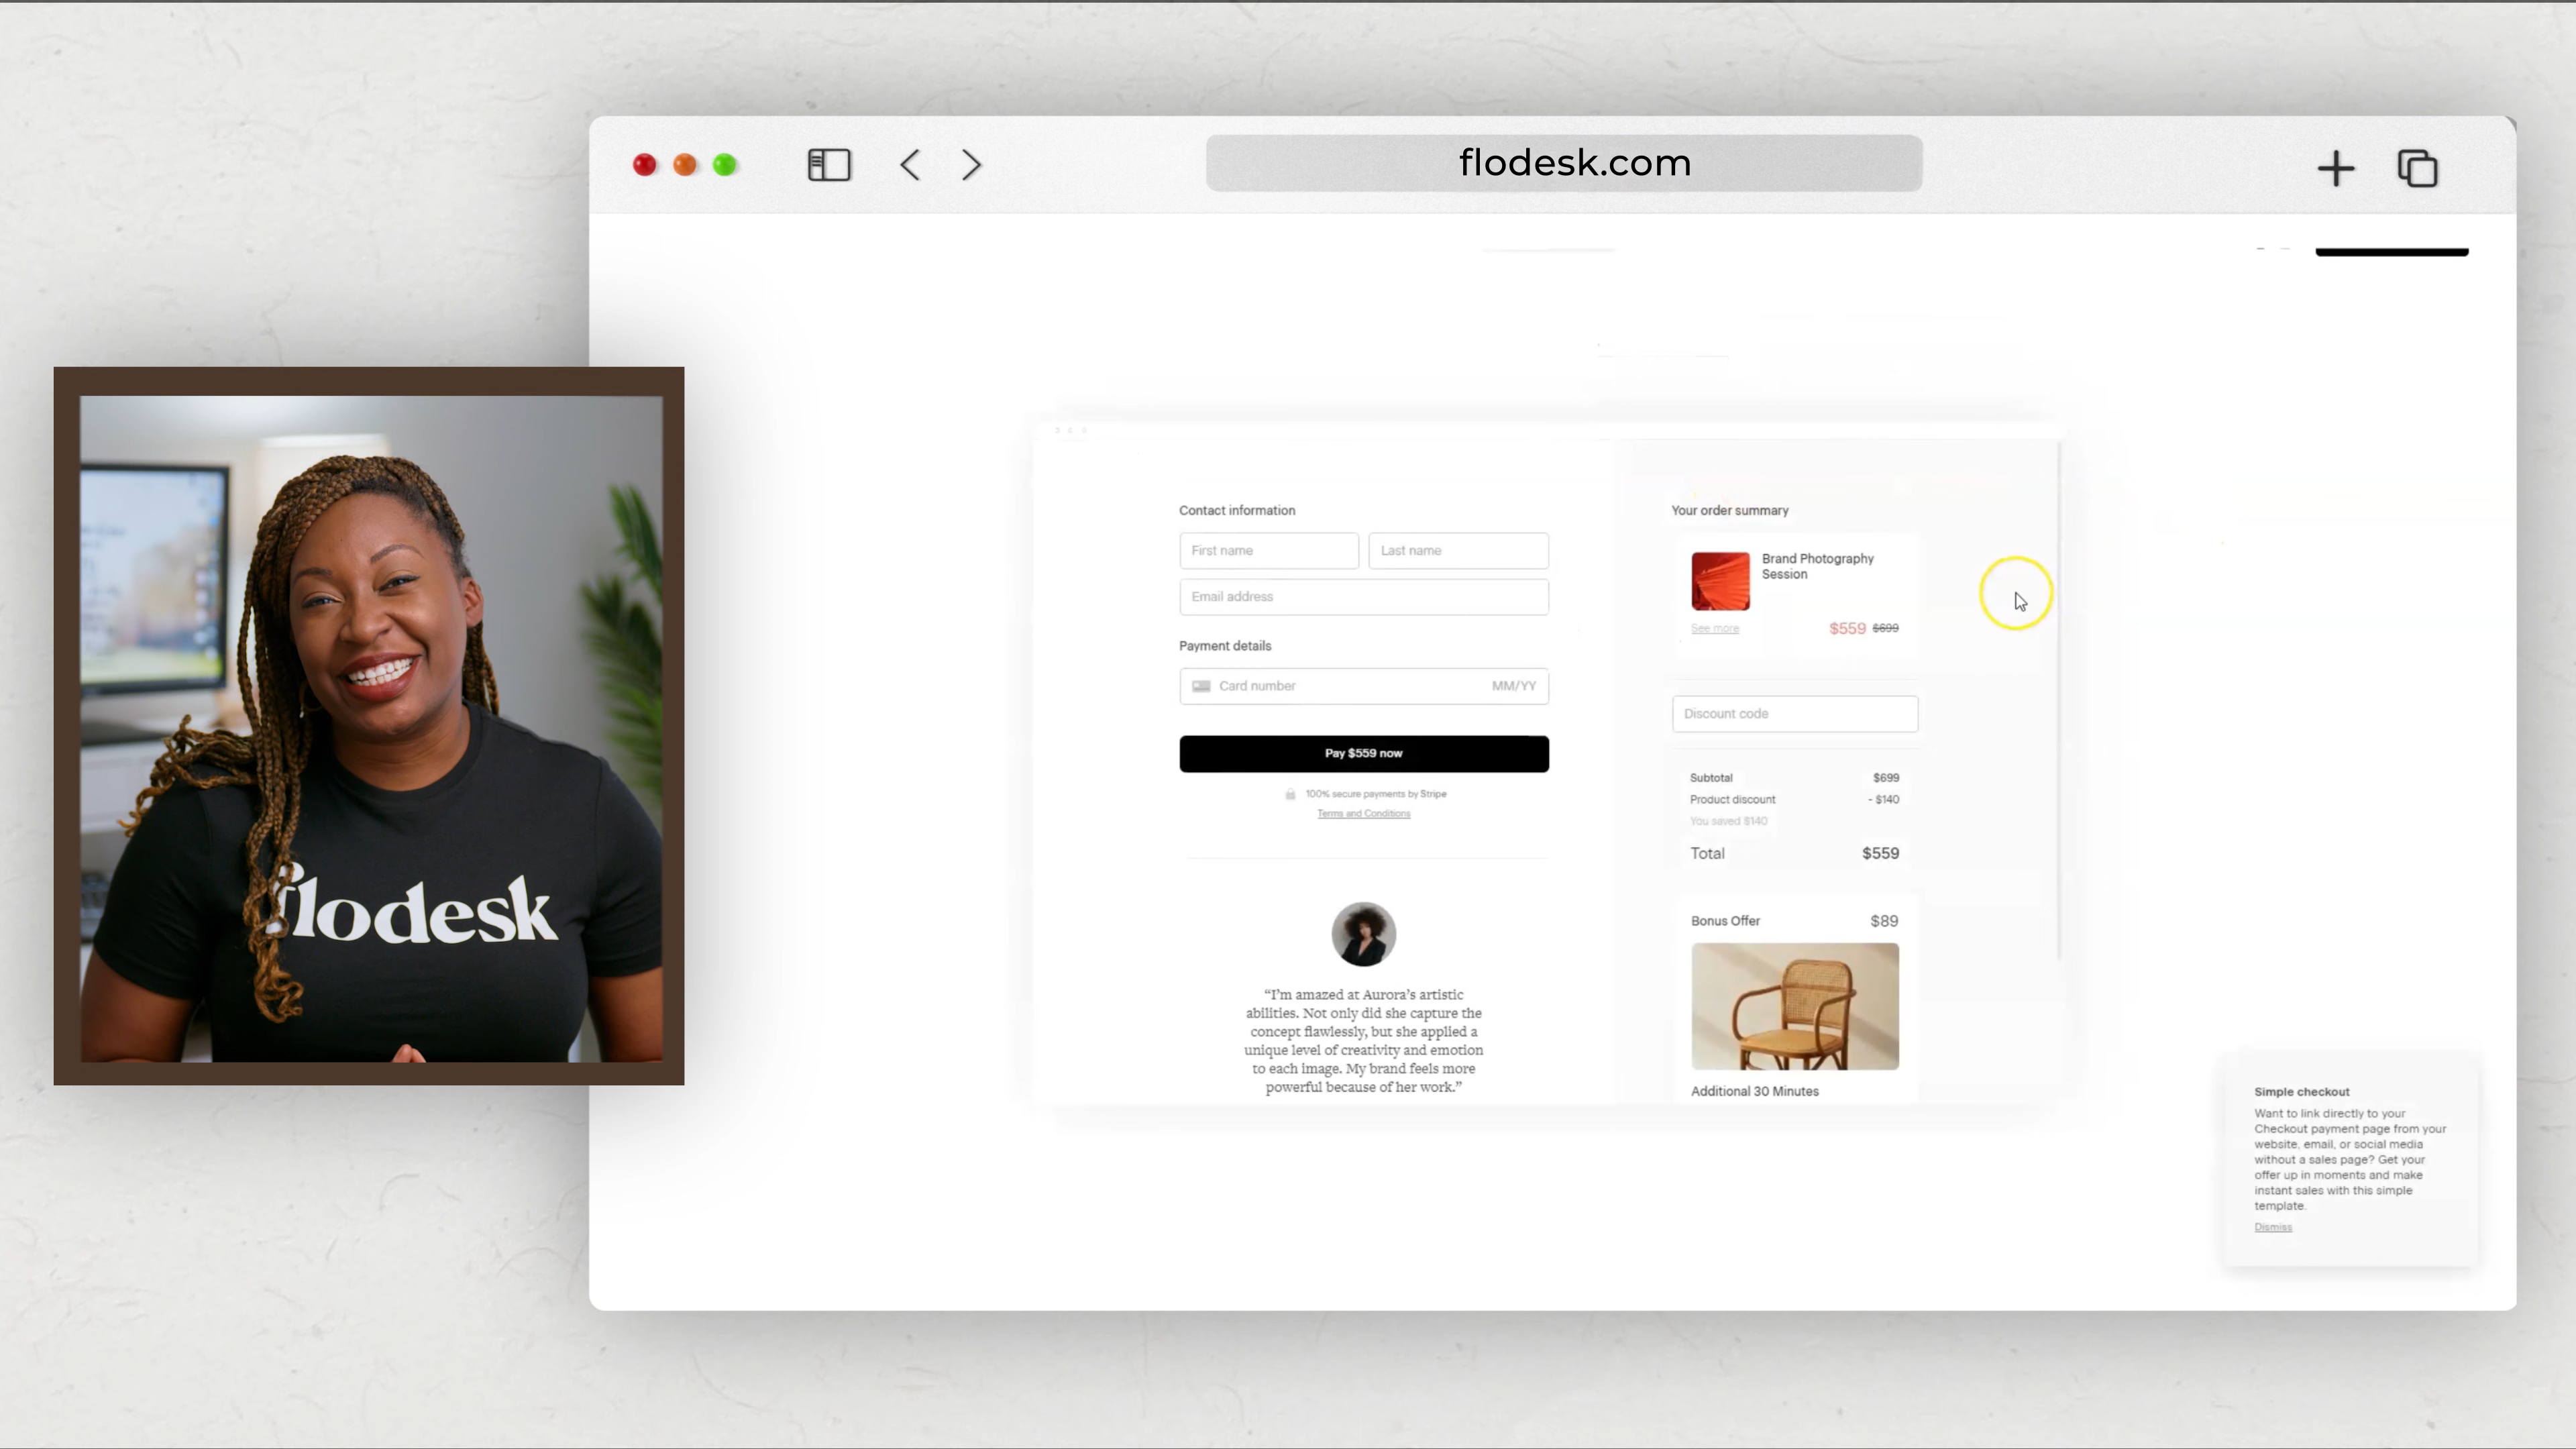 flodesk.com
flodesk
Contact information
First name
Last name
Email address
Payment details
Card number
MM/YY
Pay $559 now
100% secure payments by Stripe
Terms and Conditions
“I’m amazed at Aurora’s artistic
abilities. Not only did she capture the
concept flawlessly, but she applied a
unique level of creativity and emotion
to each image. My brand feels more
powerful because of her work.”
Your order summary
Brand Photography
Session
See more
$559 $699
Discount code
Subtotal $699
Product discount - $140
You saved $140
Total $559
Bonus Offer $89
Additional 30 Minutes
Simple checkout
Want to link directly to your
Checkout payment page from your
website, email, or social media
without a sales page? Get your
offer up in moments and make
instant sales with this simple
template.
Dismiss